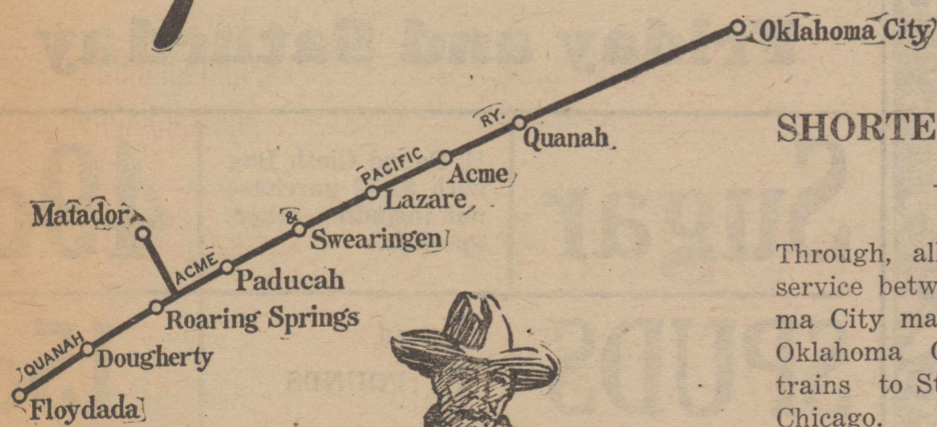 Oklahoma City
QUANAH ACME & PACIFIC RY.
Quanah
Acme
Lazare
Swearingen
Matador
Paducah
Roaring Springs
Dougherty
Floydada
SHORTE
Through, al
service betw
ma City ma
Oklahoma
trains to St
Chicago.